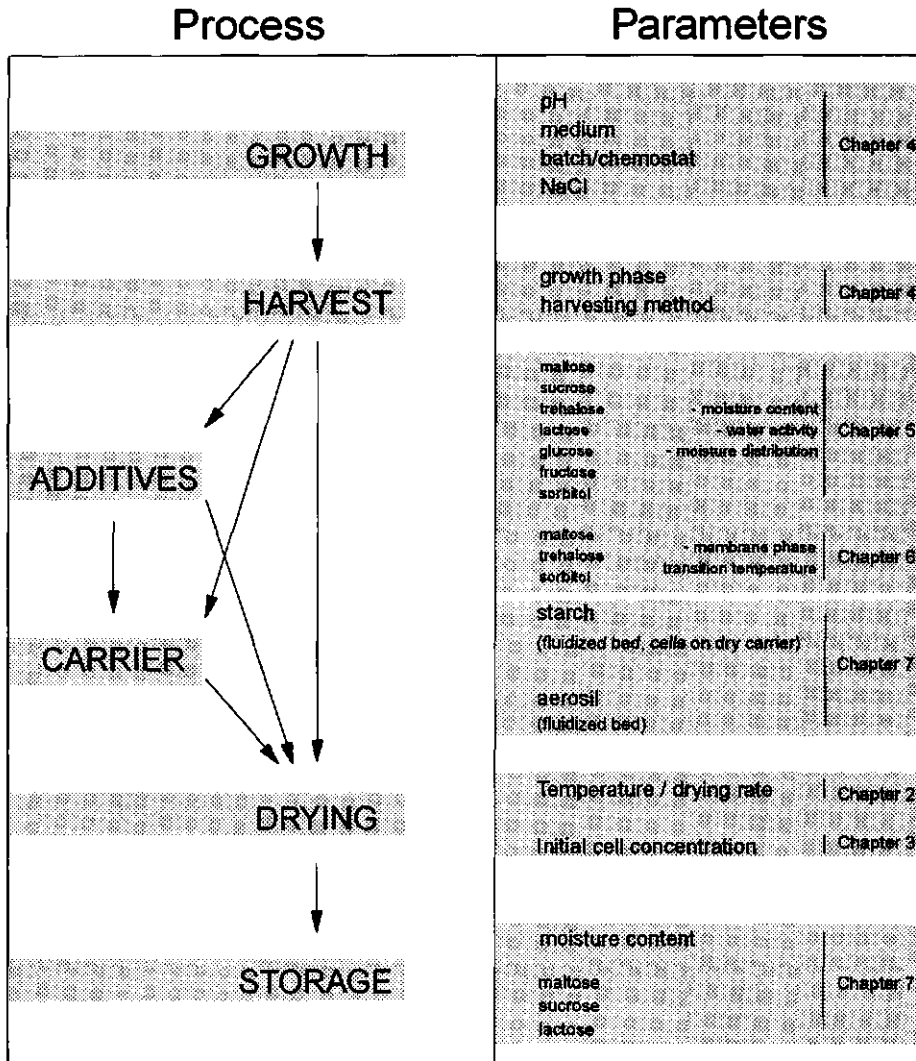 Process
Parameters
GROWTH
pH
medium
batch/chemostat
NaCl
Chapter 4
HARVEST
growth phase
harvesting method
Chapter 4
ADDITIVES
maltose
sucrose
trehalose - moisture content
lactose - water activity
glucose - moisture distribution
fructose
sorbitol
Chapter 5
maltose
trehalose - membrane phase
sorbitol transition temperature
Chapter 6
CARRIER
starch
(fluidized bed, cells on dry carrier)
aerosil
(fluidized bed)
Chapter 7
DRYING
Temperature / drying rate
Chapter 2
Initial cell concentration
Chapter 3
STORAGE
moisture content
maltose
sucrose
lactose
Chapter 7